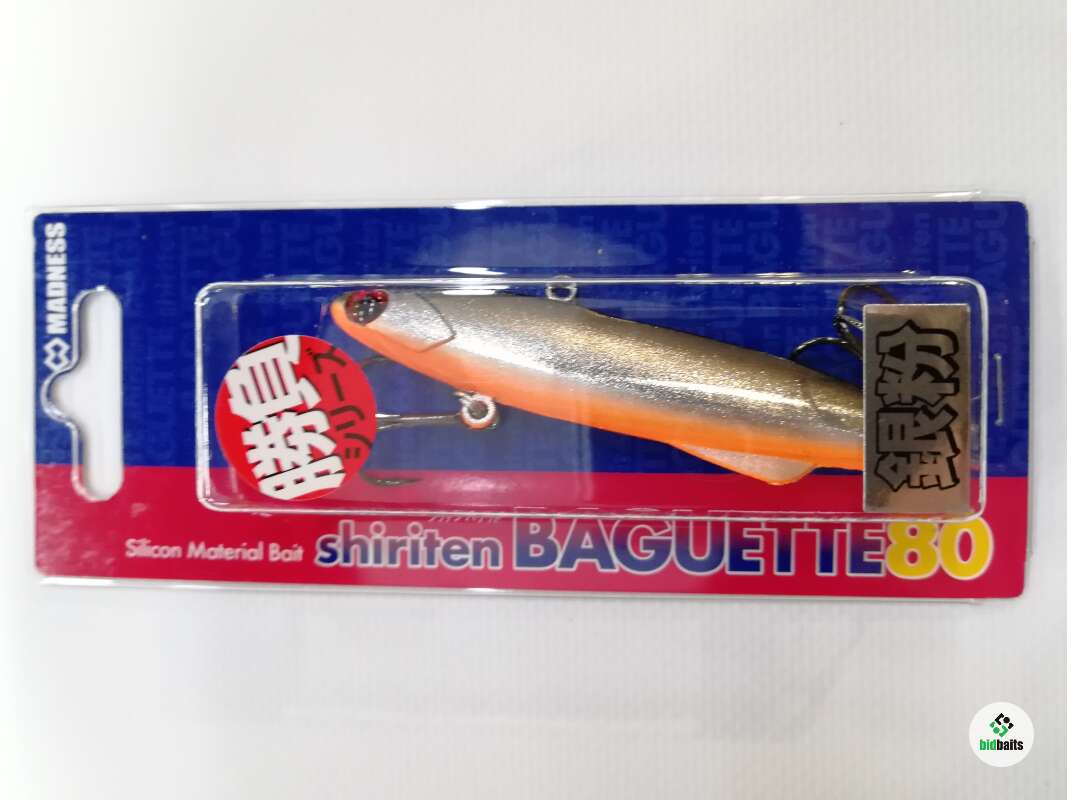 MADNESS
勝負
シリーズ
銀粉
Silicon Material Bait
shiriten BAGUETTE80
bidbaits